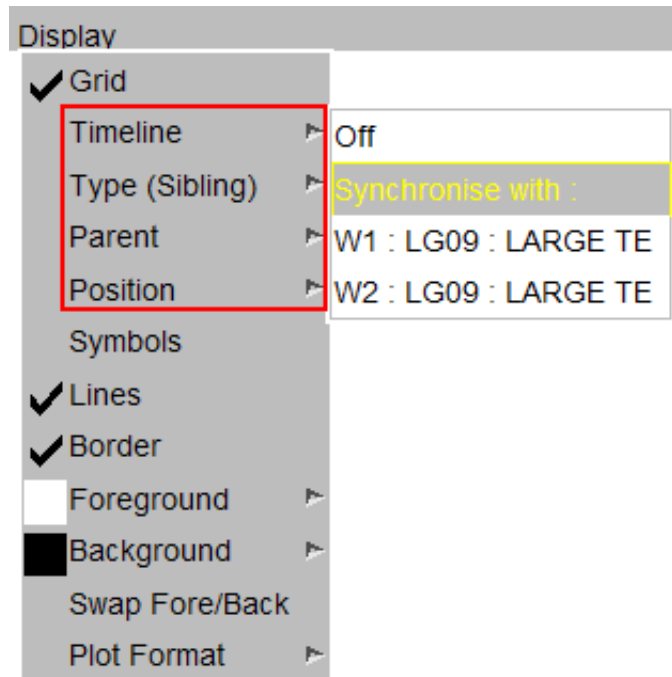 Display
Grid
Timeline
Off
Type (Sibling)
Synchronise with :
Parent
W1 : LG09 : LARGE TE
Position
W2 : LG09 : LARGE TE
Symbols
Lines
Border
Foreground
Background
Swap Fore/Back
Plot Format